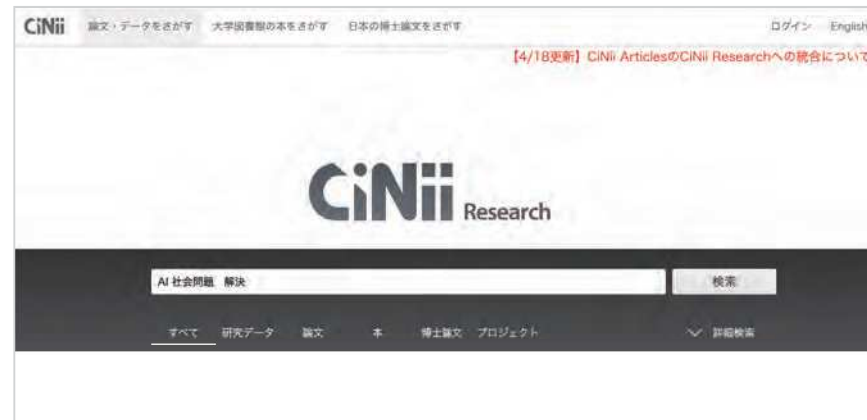 CiNii 論文・データをさがす 大学図書館の本をさがす 日本の博士論文をさがす ログイン English
【4/18更新】CiNii ArticlesのCiNii Researchへの統合について
CiNii Research
AI 社会問題 解決 検索
すべて 研究データ 論文 本 博士論文 プロジェクト 詳細検索